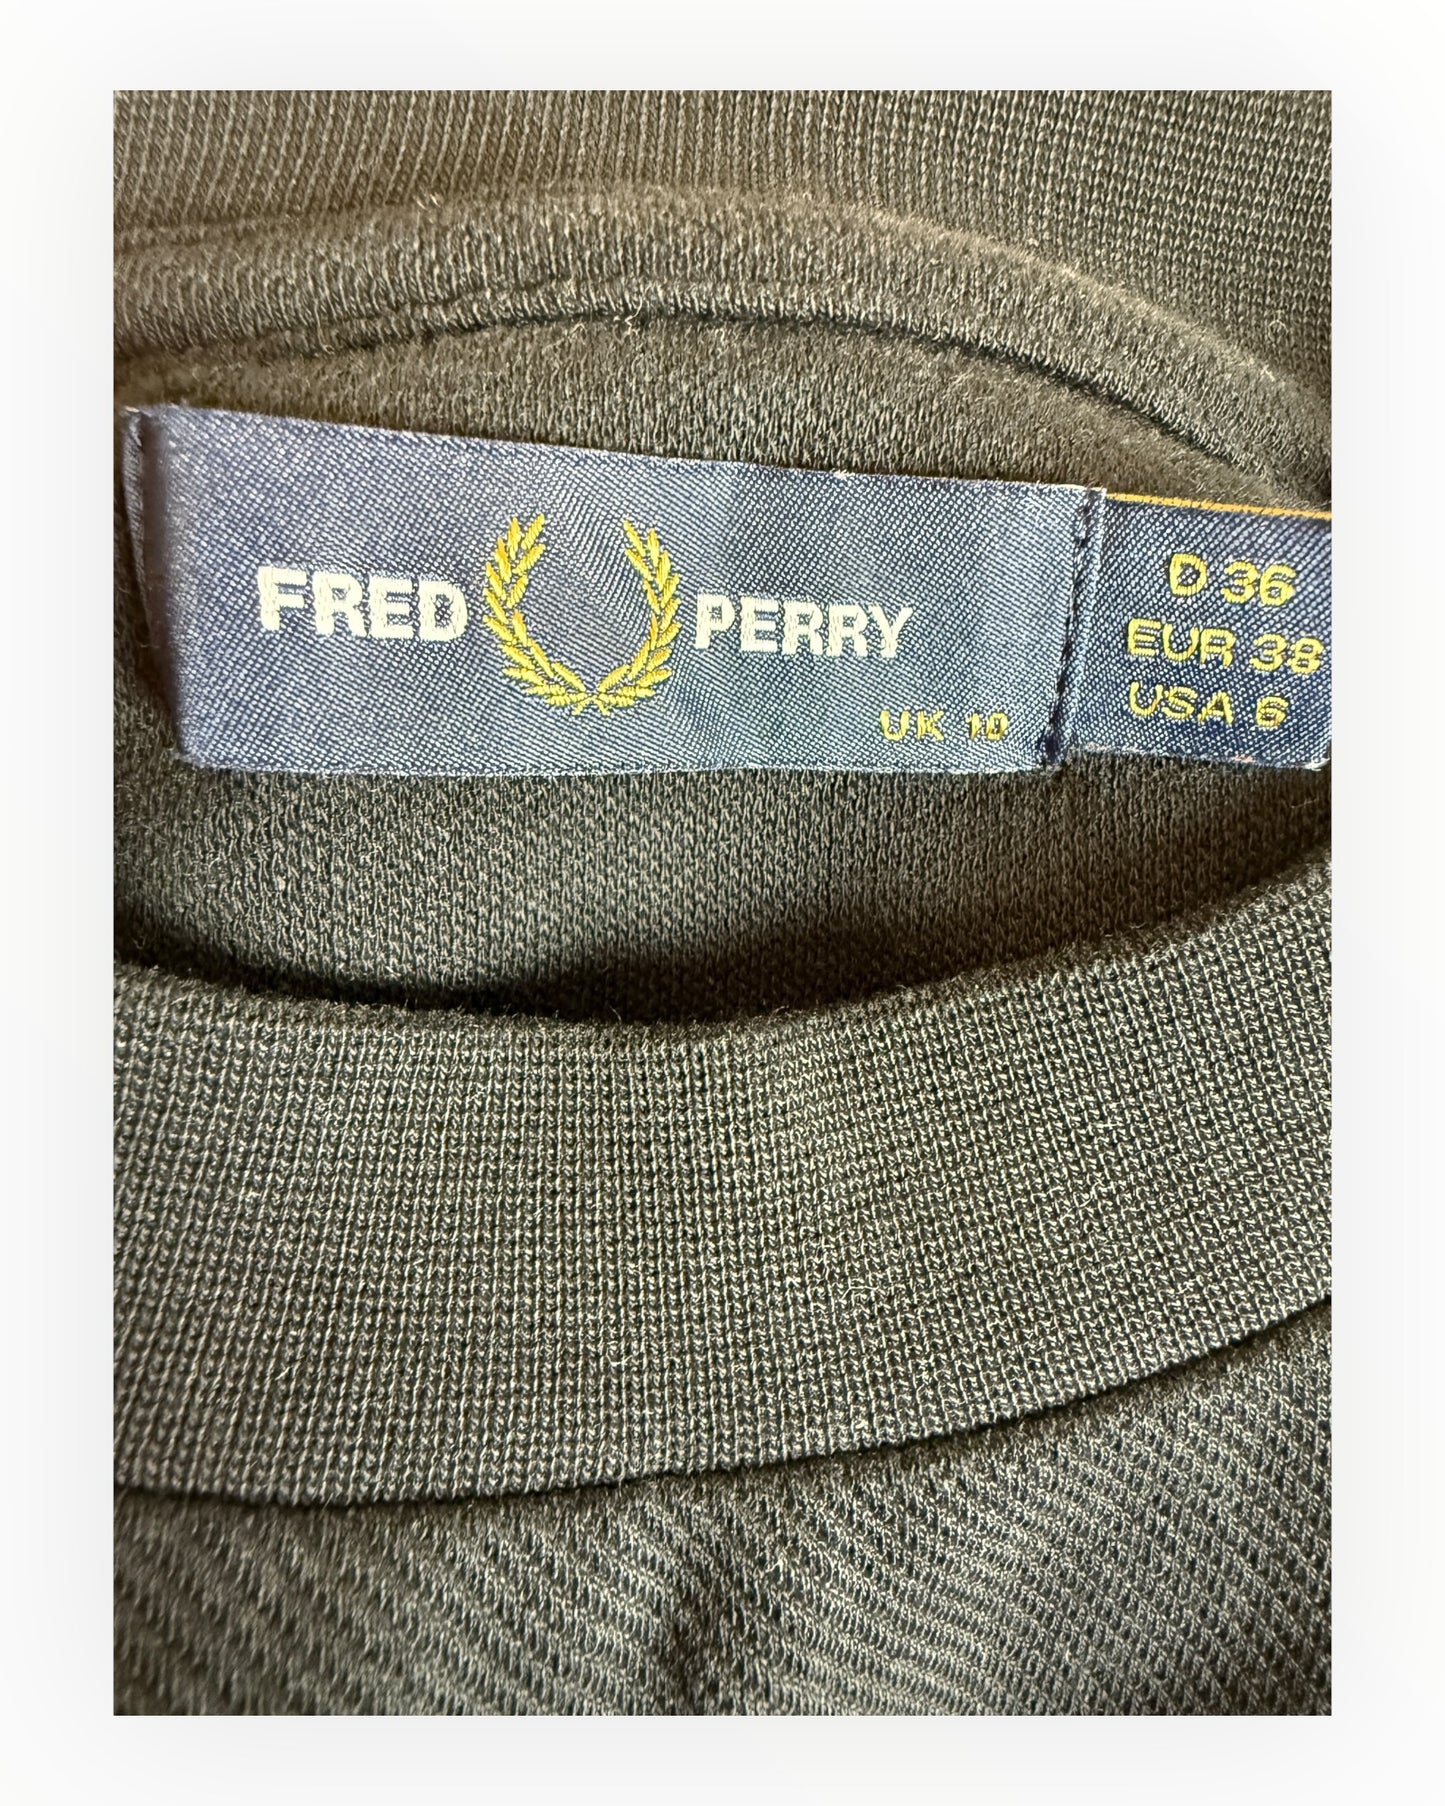 FRED PERRY
UK 10
D 36
EUR 38
USA 6